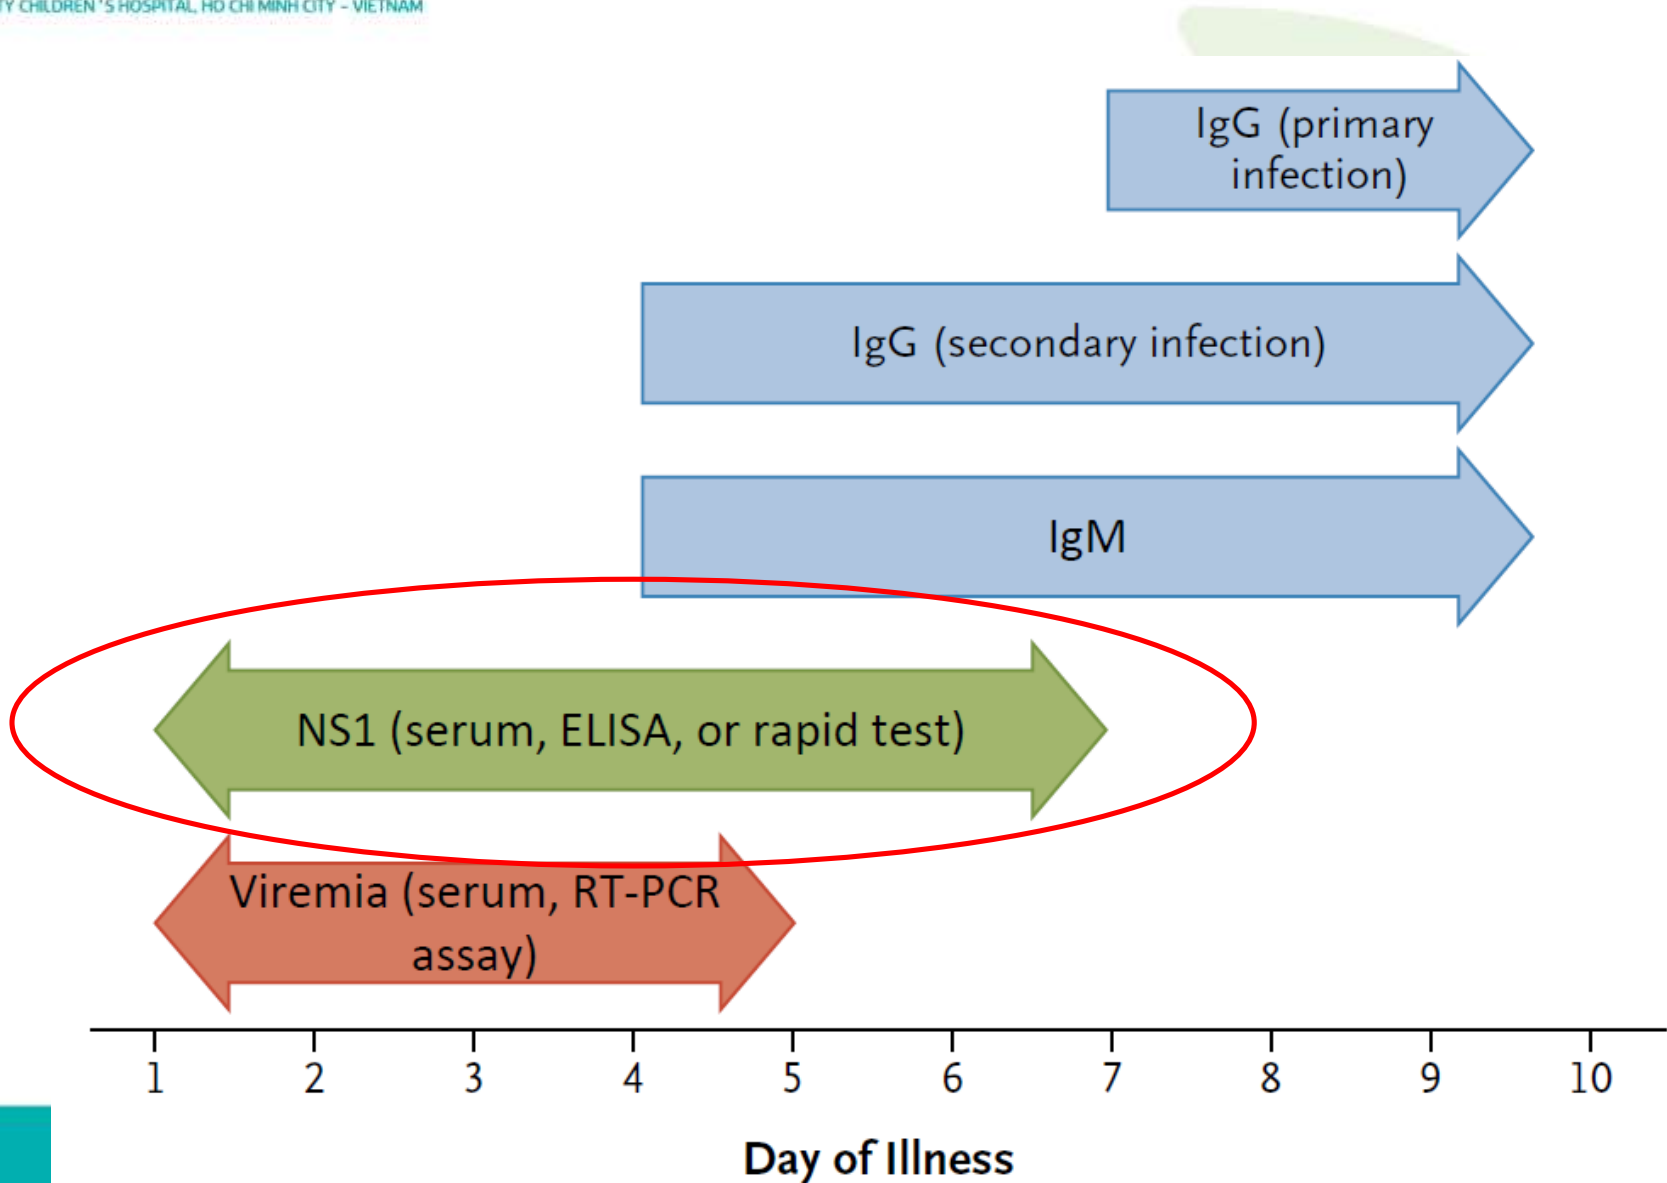 CHILDREN'S HOSPITAL, HO CHI MINH CITY - VIETNAM
IgG (primary
infection)
IgG (secondary infection)
IgM
NS1 (serum, ELISA, or rapid test)
Viremia (serum, RT-PCR
assay)
1 2 3 4 5 6 7 8 9 10
Day of Illness